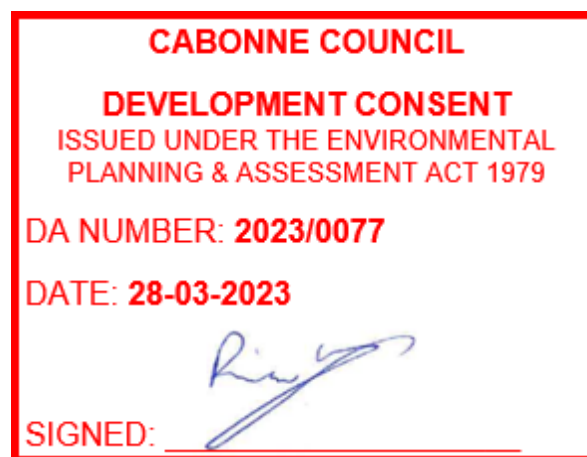 CABONNE COUNCIL
DEVELOPMENT CONSENT
ISSUED UNDER THE ENVIRONMENTAL
PLANNING & ASSESSMENT ACT 1979
DA NUMBER: 2023/0077
DATE: 28-03-2023
SIGNED: